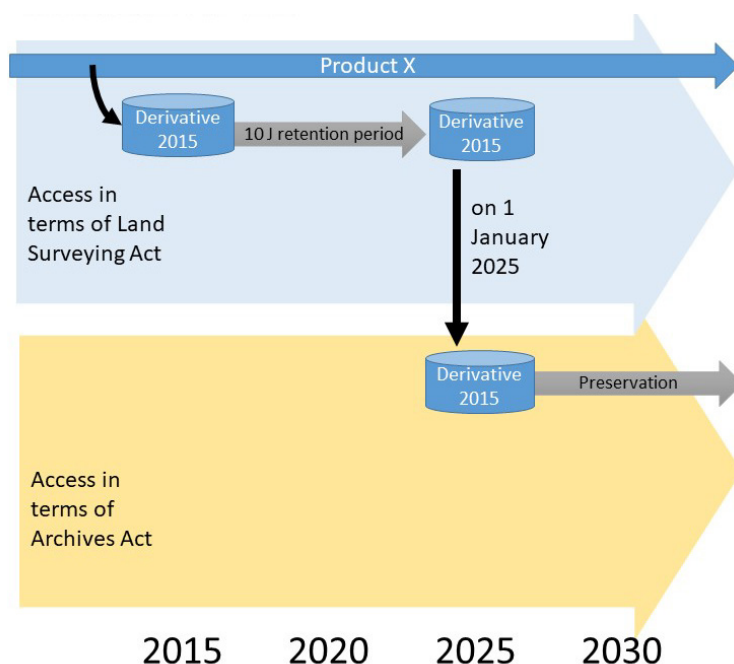 Product X
Derivative
2015
10 J retention period
Derivative
2015
Access in
terms of Land
Surveying Act
on 1
January
2025
Derivative
2015
Preservation
Access in
terms of
Archives Act
2015 2020 2025 2030